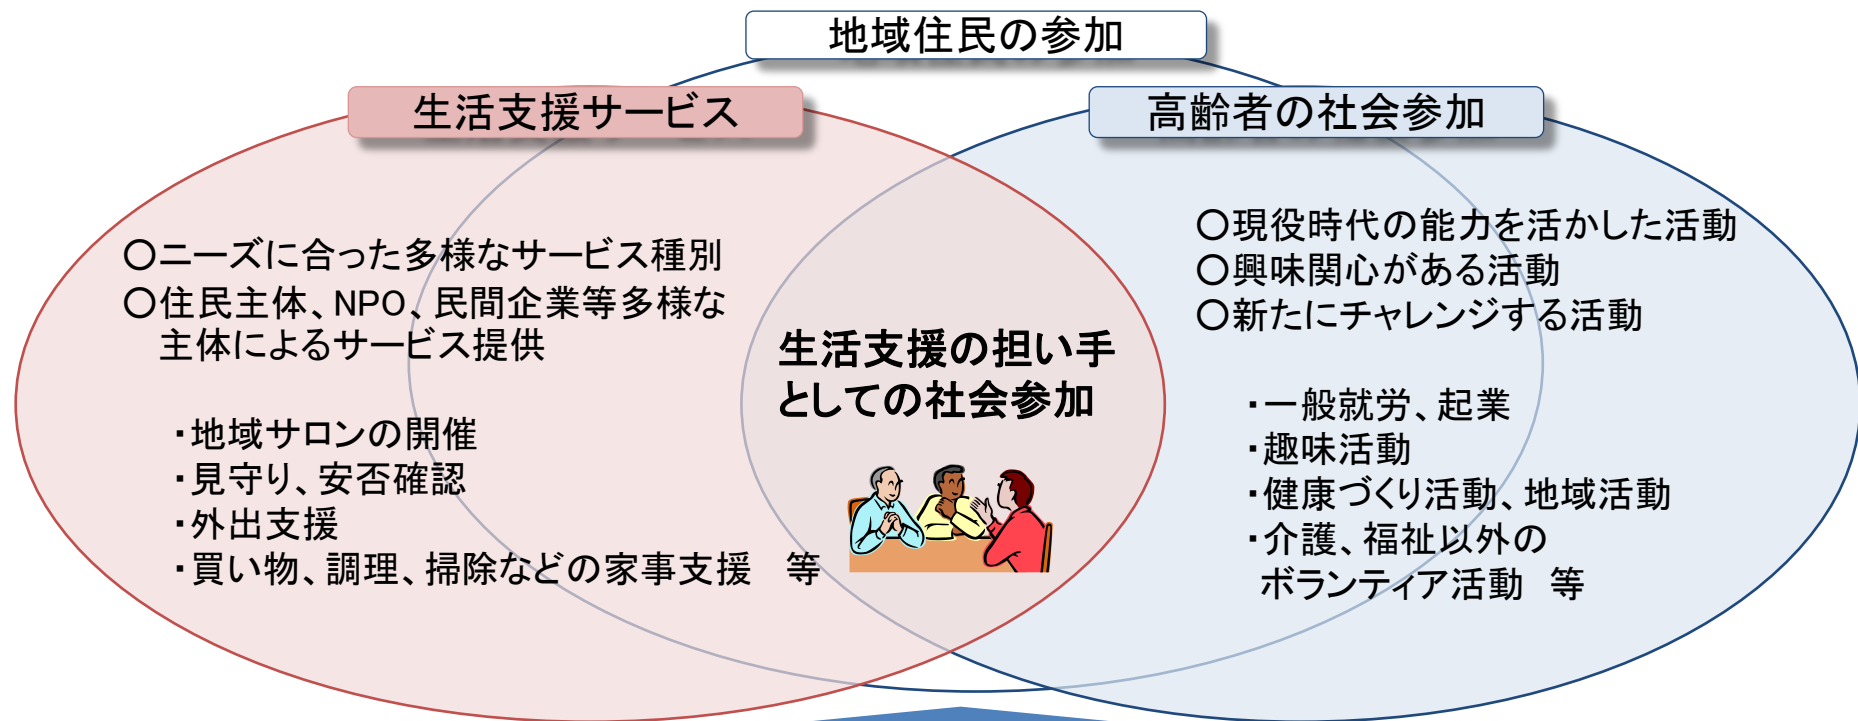 地域住民の参加
生活支援サービス
○ニーズに合った多様なサービス種別
○住民主体、NPO、民間企業等多様な
主体によるサービス提供
・地域サロンの開催
・見守り、安否確認
・外出支援
・買い物、調理、掃除などの家事支援　等
生活支援の担い手
としての社会参加
高齢者の社会参加
○現役時代の能力を活かした活動
○興味関心がある活動
○新たにチャレンジする活動
・一般就労、起業
・趣味活動
・健康づくり活動、地域活動
・介護、福祉以外の
ボランティア活動　等